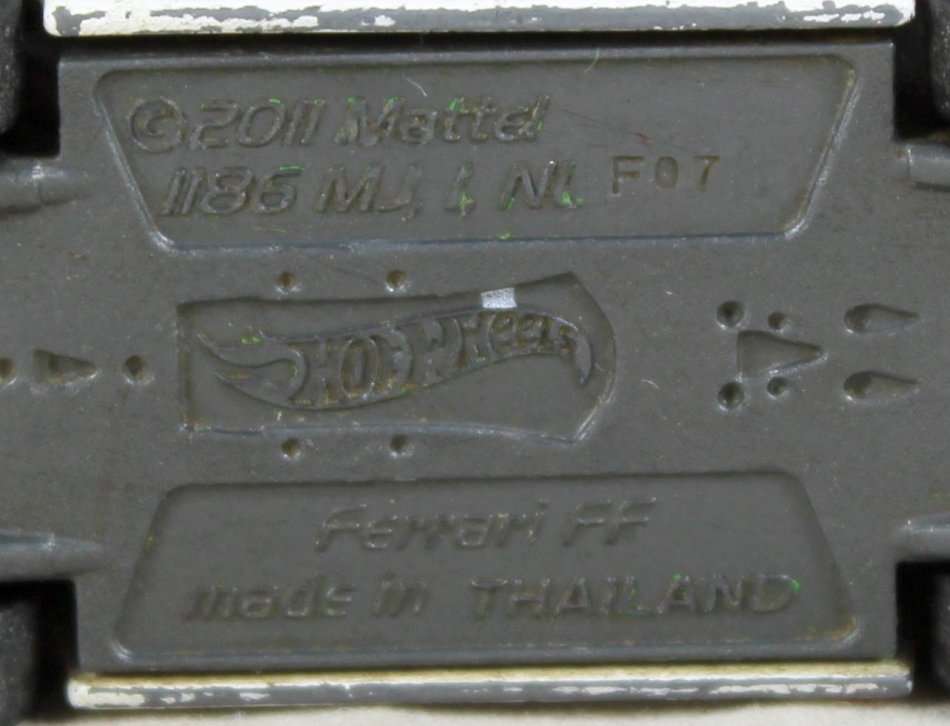 ©2011 Mattel
1186 MJ, 1 NL F07
HOT WHEELS
Ferrari FF
made in THAILAND